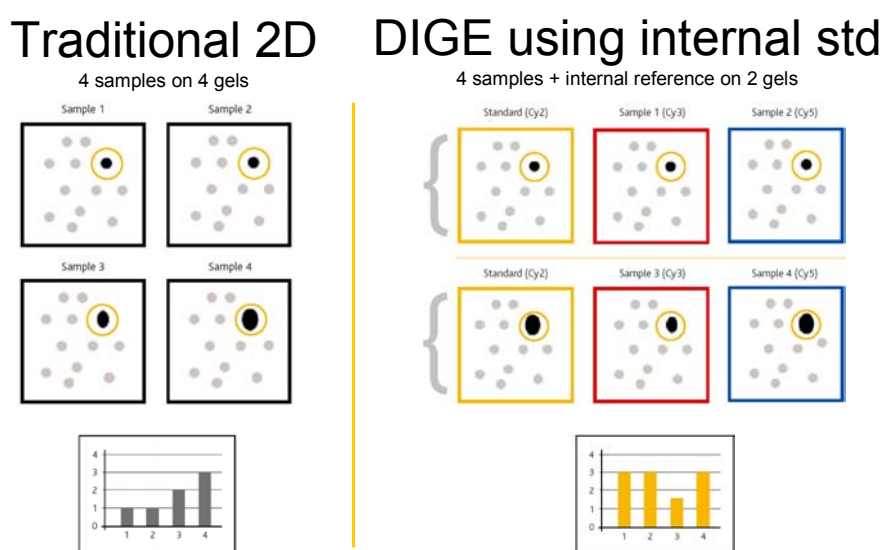 Traditional 2D
4 samples on 4 gels
Sample 1 Sample 2
Sample 3 Sample 4
4
3
2
1
0
1 2 3 4
DIGE using internal std
4 samples + internal reference on 2 gels
Standard (Cy2) Sample 1 (Cy3) Sample 2 (Cy5)
Standard (Cy2) Sample 3 (Cy3) Sample 4 (Cy5)
4
3
2
1
0
1 2 3 4